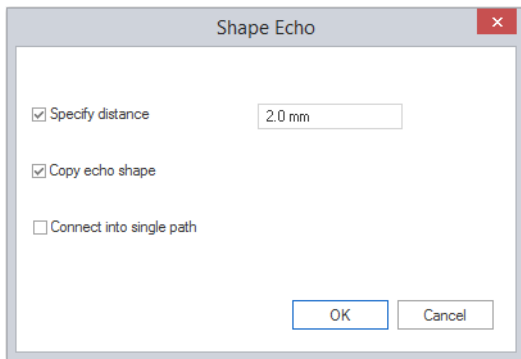 Shape Echo
Specify distance
2.0 mm
Copy echo shape
Connect into single path
OK
Cancel